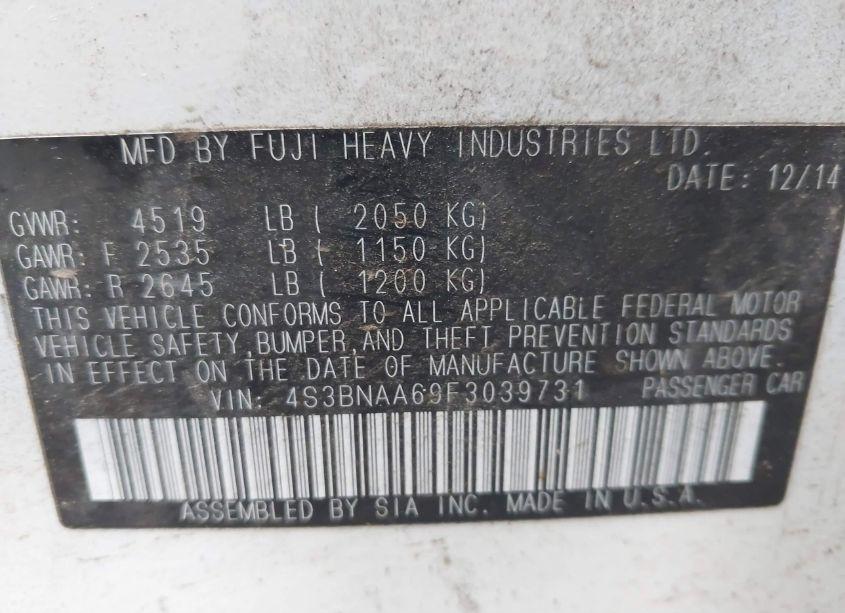 MFD BY FUJI HEAVY INDUSTRIES LTD.
DATE: 12/14
GVWR: 4519 LB ( 2050 KG)
GAWR: F 2535 LB ( 1150 KG)
GAWR: R 2645 LB ( 1200 KG)
THIS VEHICLE CONFORMS TO ALL APPLICABLE FEDERAL MOTOR
VEHICLE SAFETY, BUMPER, AND THEFT PREVENTION STANDARDS
IN EFFECT ON THE DATE OF MANUFACTURE SHOWN ABOVE.
VIN: 4S3BNAA69F3039731 PASSENGER CAR
ASSEMBLED BY SIA INC. MADE IN U.S.A.